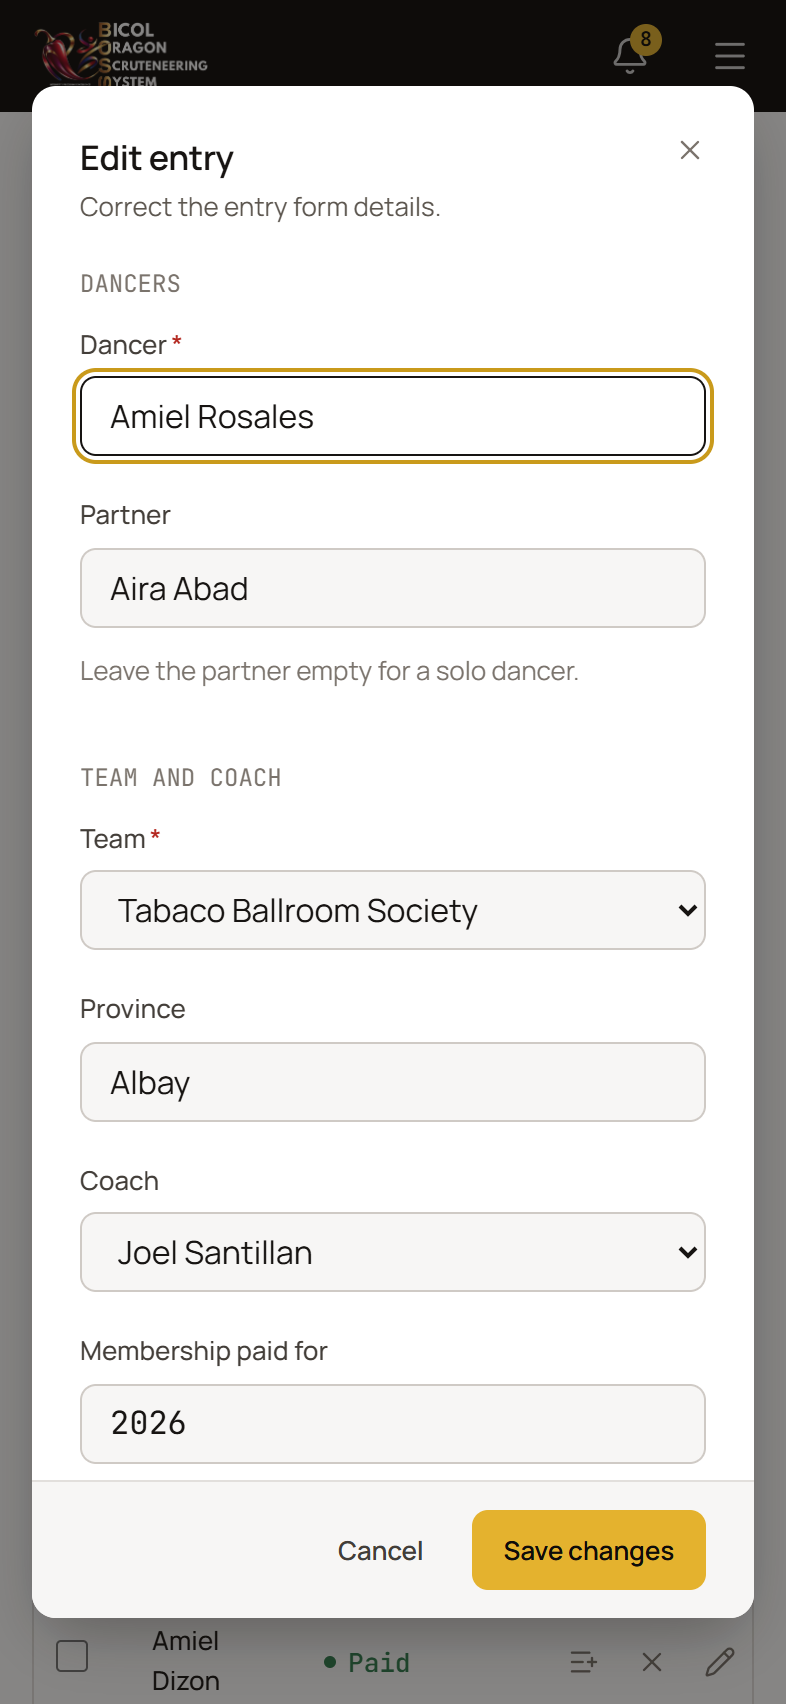 BICOL
DRAGON
SCRUTENEERING
SYSTEM
8
Edit entry
Correct the entry form details.
DANCERS
Dancer *
Amiel Rosales
Partner
Aira Abad
Leave the partner empty for a solo dancer.
TEAM AND COACH
Team *
Tabaco Ballroom Society
Province
Albay
Coach
Joel Santillan
Membership paid for
2026
Cancel
Save changes
Amiel
Dizon
Paid